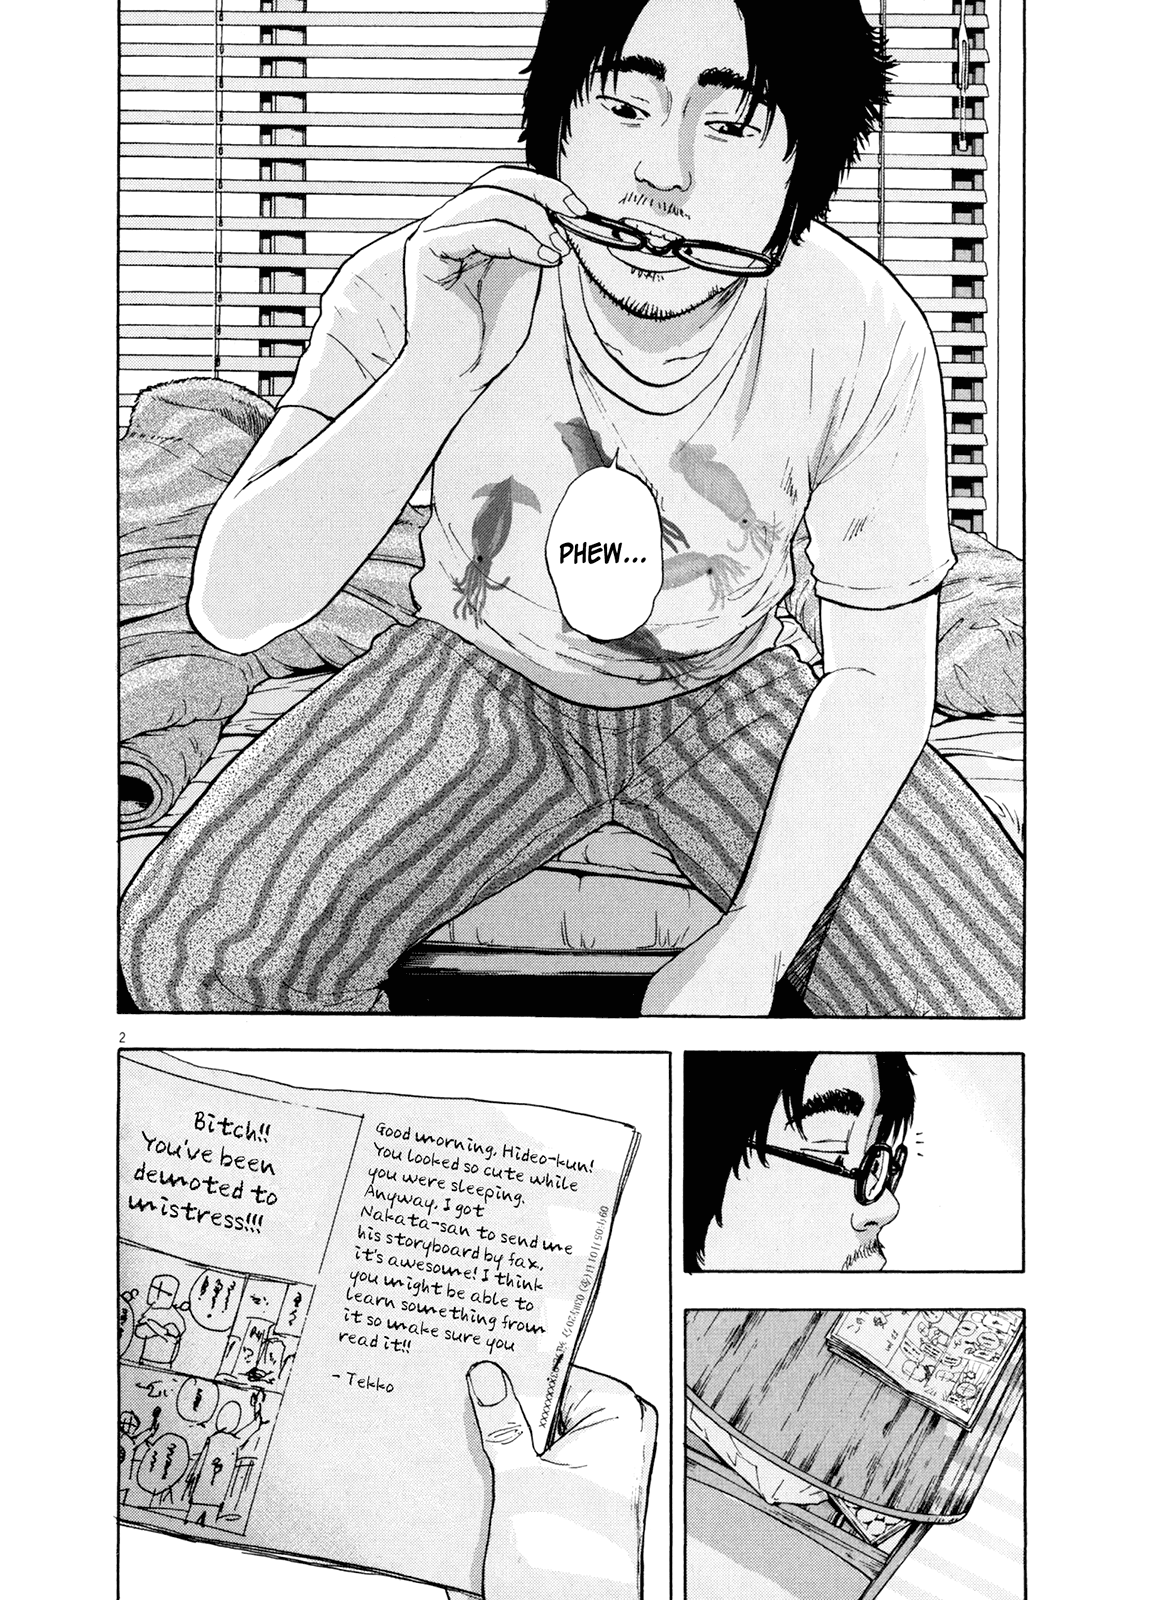 PHEW...
2
Bitch!!
You've been
demoted to
mistress!!!
Good morning, Hideo-kun!
You looked so cute while
you were sleeping.
Anyway, I got
Nakata-san to send me
his storyboard by fax,
it's awesome! I think
you might be able to
learn something from
it so make sure you
read it!!
- Tekko